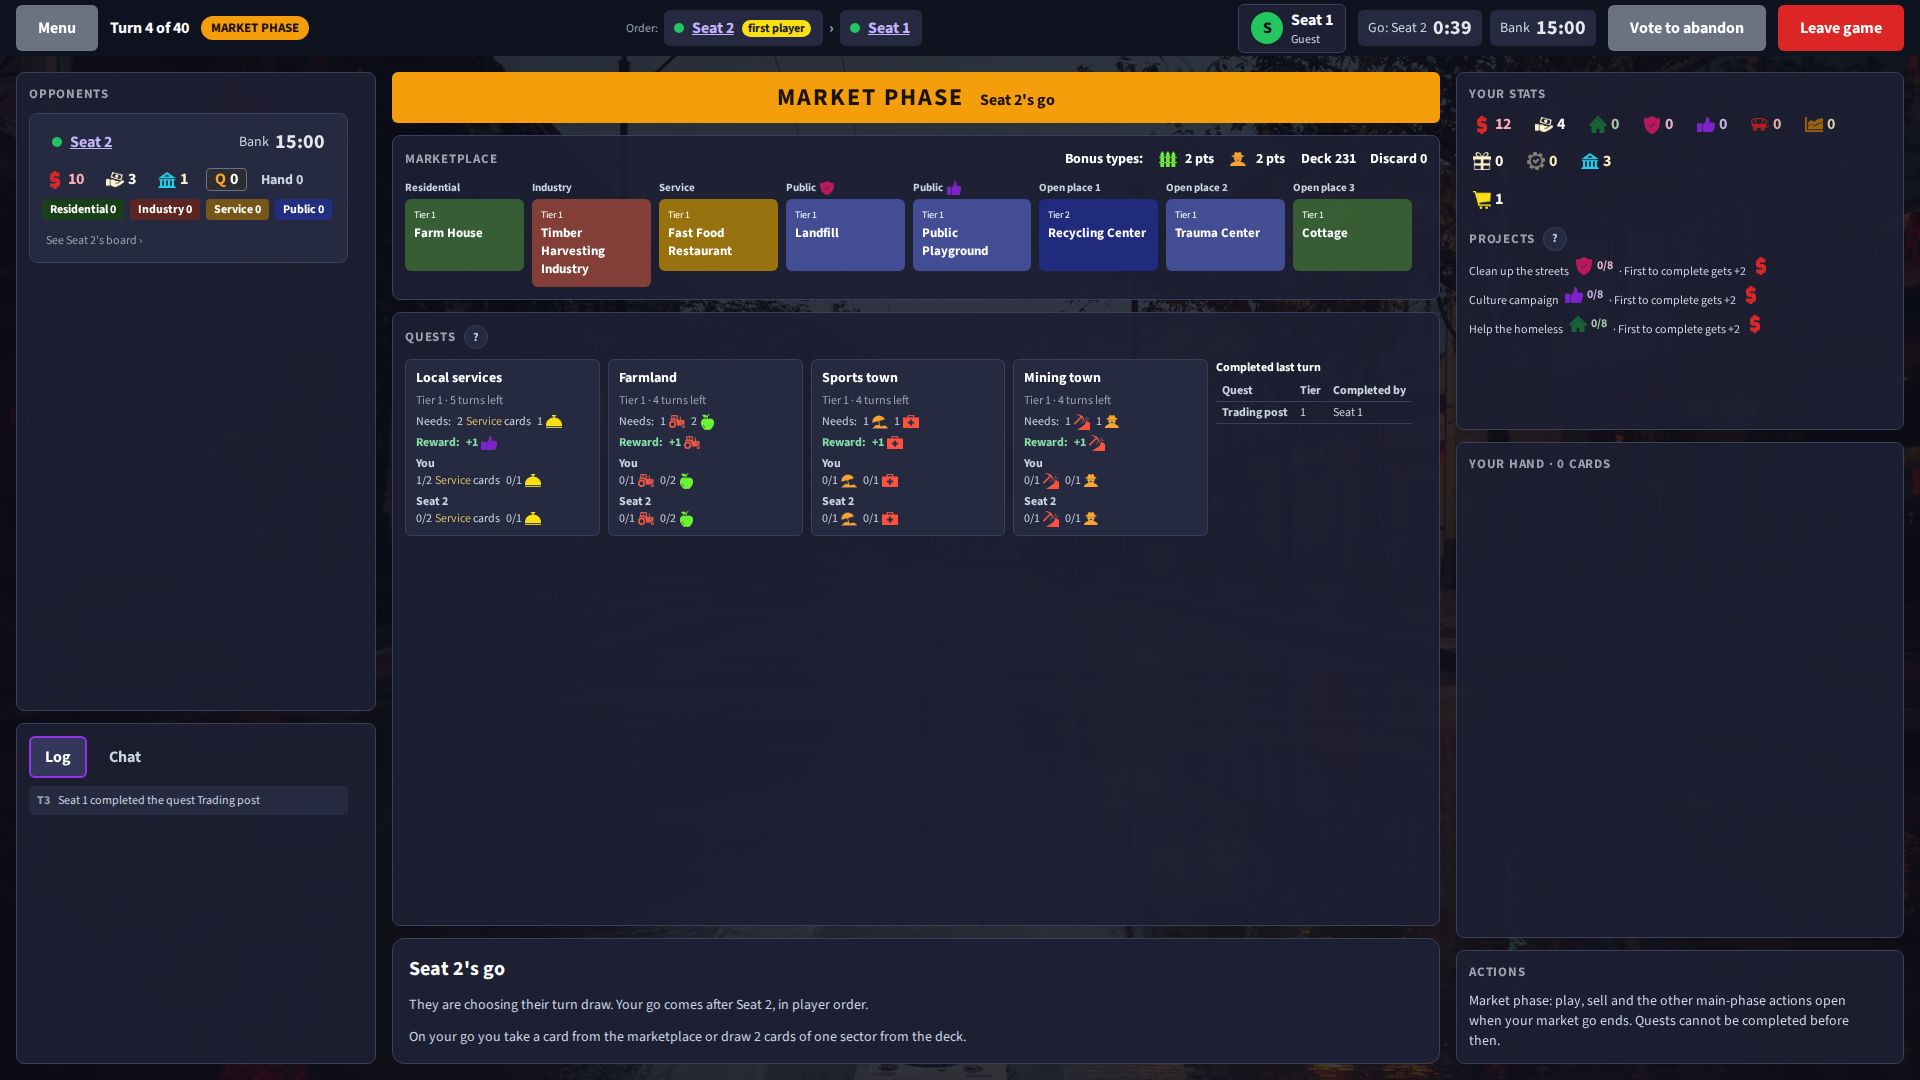 Menu
Turn 4 of 40
MARKET PHASE
Order:
Seat 2
first player
›
Seat 1
S
Seat 1
Guest
Go: Seat 2 0:39
Bank 15:00
Vote to abandon
Leave game
OPPONENTS
Seat 2
Bank 15:00
10
3
1
Q 0
Hand 0
Residential 0
Industry 0
Service 0
Public 0
See Seat 2's board ›
Log
Chat
T3 Seat 1 completed the quest Trading post
MARKET PHASE Seat 2's go
MARKETPLACE
Bonus types: 2 pts 2 pts Deck 231 Discard 0
Residential
Tier 1
Farm House
Industry
Tier 1
Timber
Harvesting
Industry
Service
Tier 1
Fast Food
Restaurant
Public
Tier 1
Landfill
Public
Tier 1
Public
Playground
Open place 1
Tier 2
Recycling Center
Open place 2
Tier 1
Trauma Center
Open place 3
Tier 1
Cottage
QUESTS ?
Local services
Tier 1 · 5 turns left
Needs: 2 Service cards 1
Reward: +1
You
1/2 Service cards 0/1
Seat 2
0/2 Service cards 0/1
Farmland
Tier 1 · 4 turns left
Needs: 1 2
Reward: +1
You
0/1 0/2
Seat 2
0/1 0/2
Sports town
Tier 1 · 4 turns left
Needs: 1 1
Reward: +1
You
0/1 0/1
Seat 2
0/1 0/1
Mining town
Tier 1 · 4 turns left
Needs: 1 1
Reward: +1
You
0/1 0/1
Seat 2
0/1 0/1
Completed last turn
Quest Tier Completed by
Trading post 1 Seat 1
Seat 2's go
They are choosing their turn draw. Your go comes after Seat 2, in player order.
On your go you take a card from the marketplace or draw 2 cards of one sector from the deck.
YOUR STATS
12 4 0 0 0 0 0
0 0 3
1
PROJECTS ?
Clean up the streets 0/8 · First to complete gets +2
Culture campaign 0/8 · First to complete gets +2
Help the homeless 0/8 · First to complete gets +2
YOUR HAND · 0 CARDS
ACTIONS
Market phase: play, sell and the other main-phase actions open
when your market go ends. Quests cannot be completed before
then.